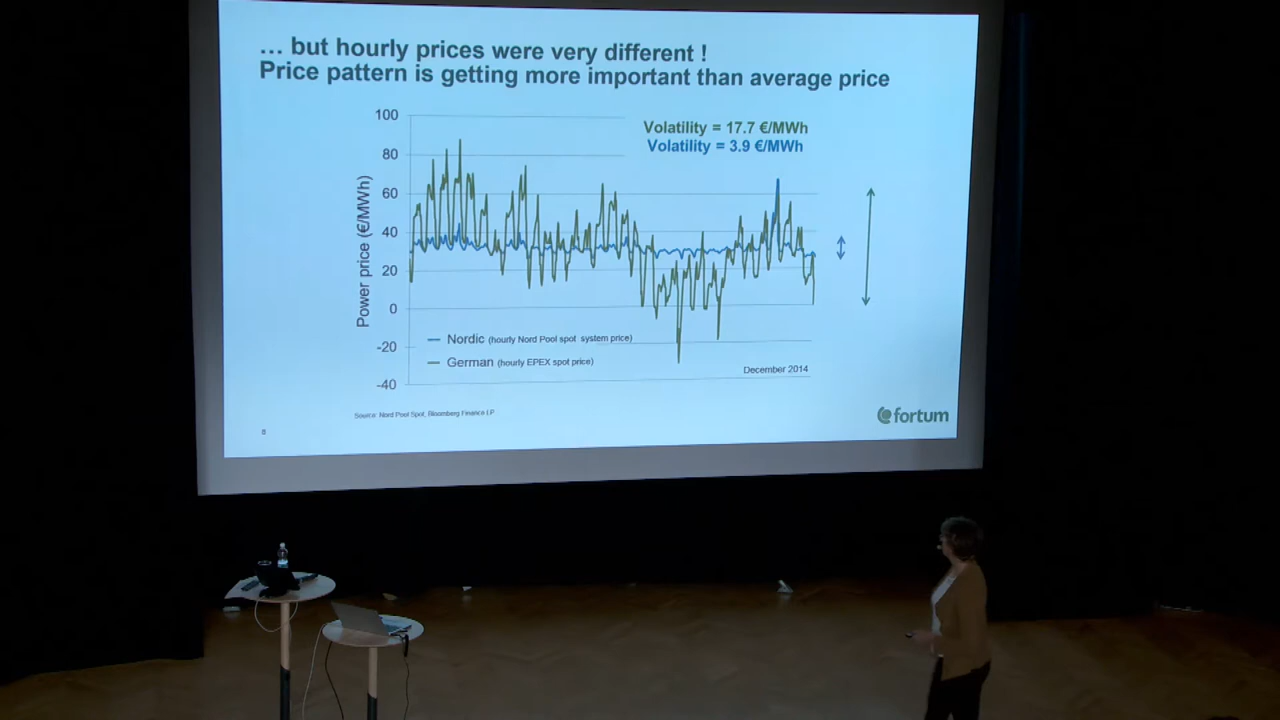 ... but hourly prices were very different !
Price pattern is getting more important than average price
Volatility = 17.7 €/MWh
Volatility = 3.9 €/MWh
Power price (€/MWh)
100
80
60
40
20
0
-20
-40
Nordic (hourly Nord Pool spot system price)
German (hourly EPEX spot price)
December 2014
Source: Nord Pool Spot, Bloomberg Finance LP
8
fortum